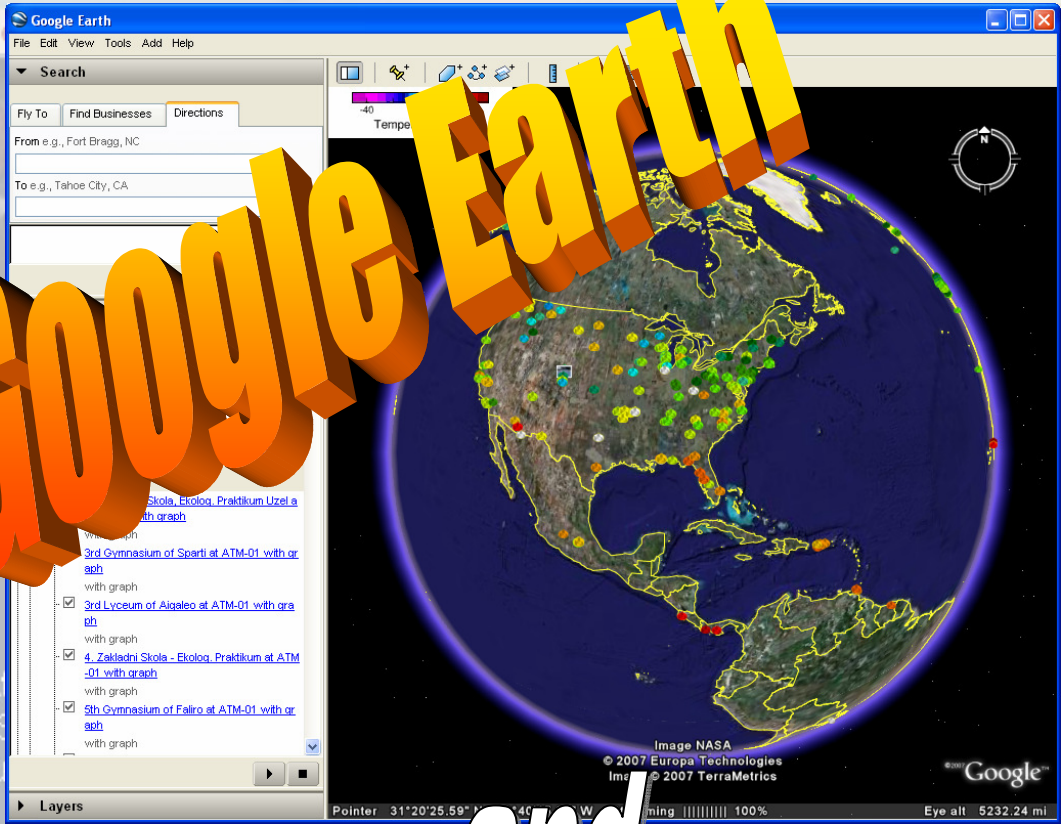 Google Earth
File Edit View Tools Add Help
Search
Fly To Find Businesses Directions
From e.g., Fort Bragg, NC
To e.g., Tahoe City, CA
-40
Google Earth
N
Skola, Ekolog. Praktikum Uzel a
with graph
3rd Gymnasium of Sparti at ATM-01 with gr
aph
with graph
3rd Lyceum of Aigaleo at ATM-01 with gra
ph
with graph
4. Zakladni Skola - Ekolog. Praktikum at ATM
-01 with graph
with graph
5th Gymnasium of Faliro at ATM-01 with gr
aph
with graph
Layers
Image NASA
© 2007 Europa Technologies
© 2007 TerraMetrics
©2007 Google™
Pointer 31°20'25.59" W 100%
Eye alt 5232.24 mi
and